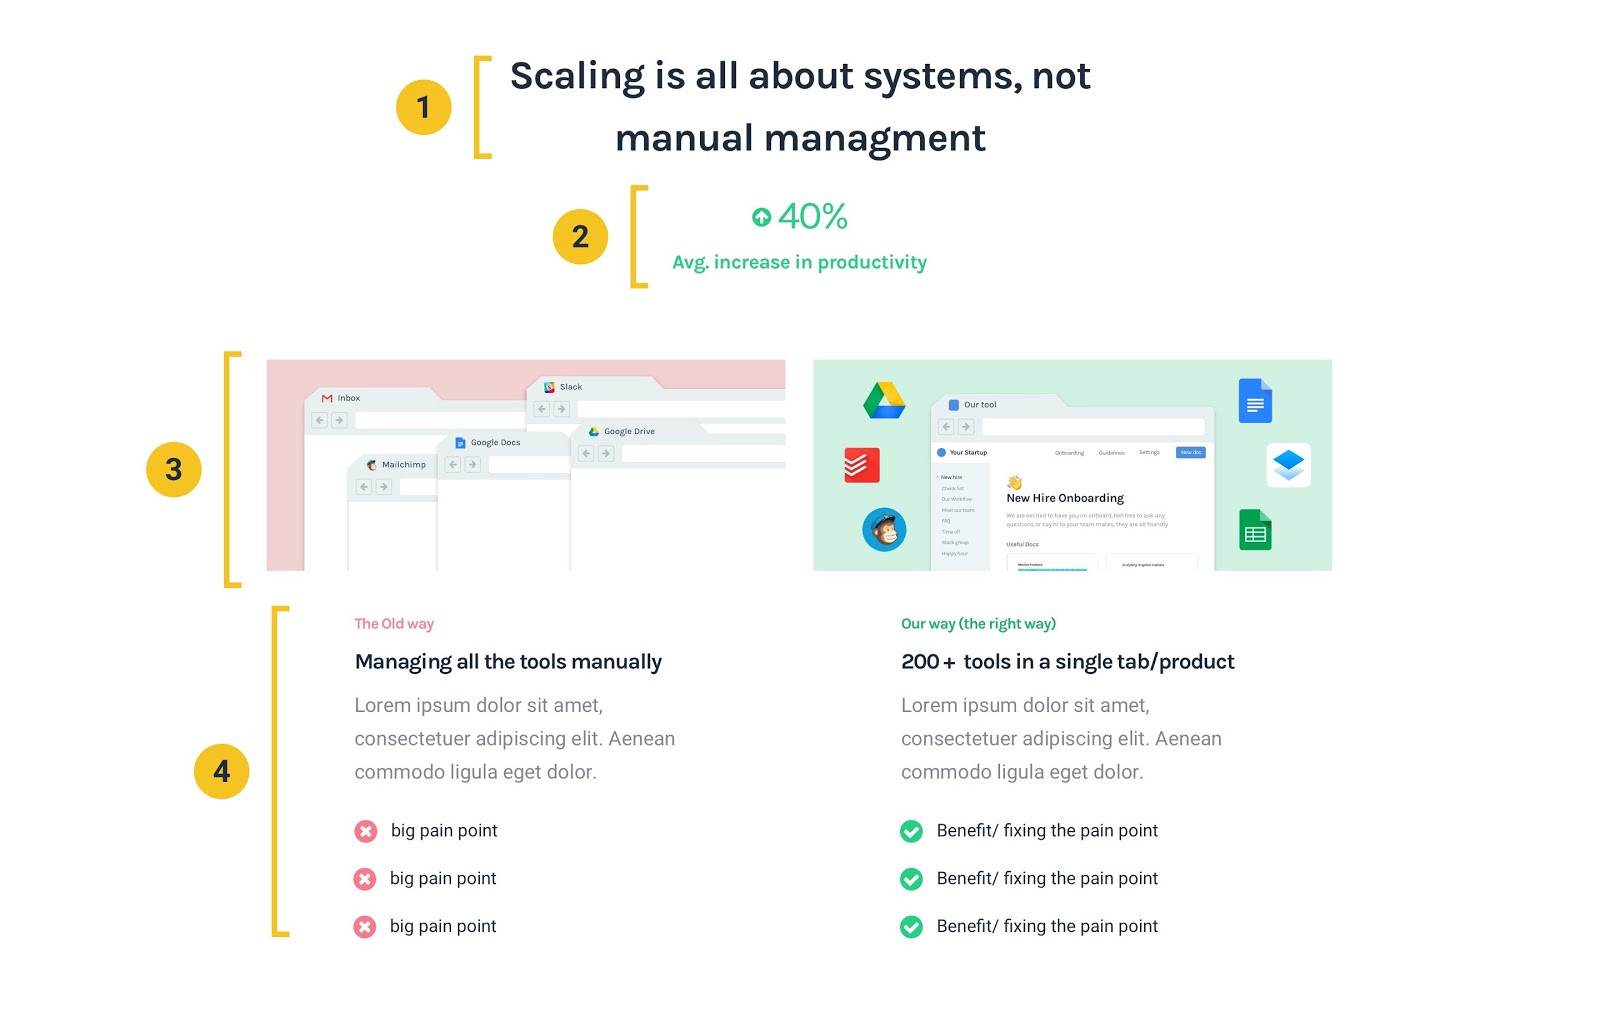 1
Scaling is all about systems, not
manual managment
2
40%
Avg. increase in productivity
3
Inbox
Slack
Google Docs
Google Drive
Mailchimp
Our tool
Your Startup
Onboarding
Guidelines
Settings
New doc
New hire
Check list
Our Workflow
Meet our team
FAQ
Time off
Slack group
Happy hour
New Hire Onboarding
We are excited to have you on onboard, feel free to ask any
questions or say hi to your team mates, they are all friendly
Useful Docs
Analysing Angellist markets
4
The Old way
Managing all the tools manually
Lorem ipsum dolor sit amet,
consectetuer adipiscing elit. Aenean
commodo ligula eget dolor.
big pain point
big pain point
big pain point
Our way (the right way)
200+ tools in a single tab/product
Lorem ipsum dolor sit amet,
consectetuer adipiscing elit. Aenean
commodo ligula eget dolor.
Benefit/ fixing the pain point
Benefit/ fixing the pain point
Benefit/ fixing the pain point